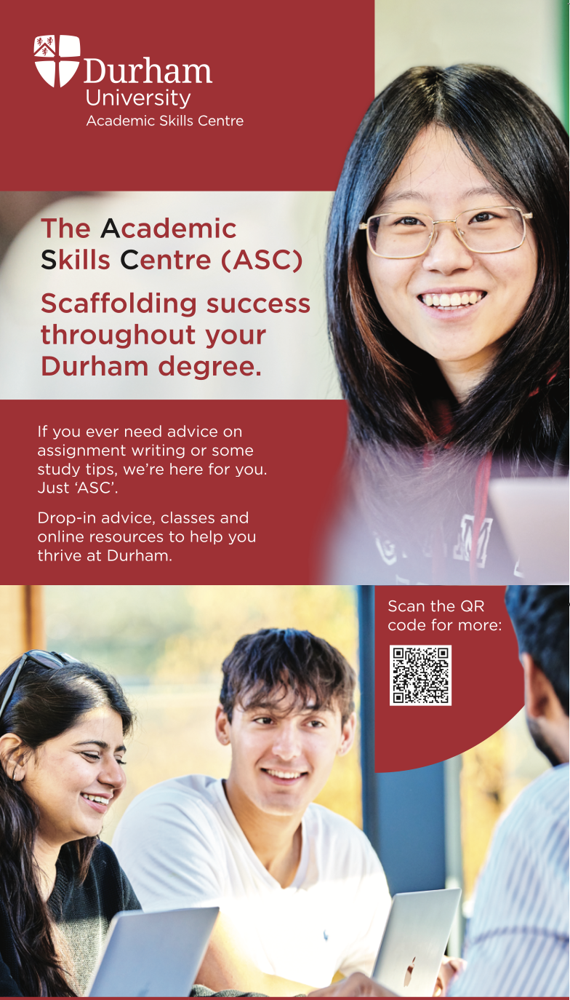 Durham
University
Academic Skills Centre
The Academic
Skills Centre (ASC)
Scaffolding success
throughout your
Durham degree.
If you ever need advice on
assignment writing or some
study tips, we’re here for you.
Just ‘ASC’.
Drop-in advice, classes and
online resources to help you
thrive at Durham.
Scan the QR
code for more: